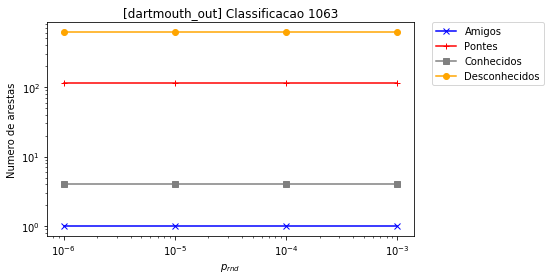 [dartmouth_out] Classificacao 1063
Numero de arestas
10²
10¹
10⁰
10⁻⁶ 10⁻⁵ 10⁻⁴ 10⁻³
p_rnd
Amigos
Pontes
Conhecidos
Desconhecidos